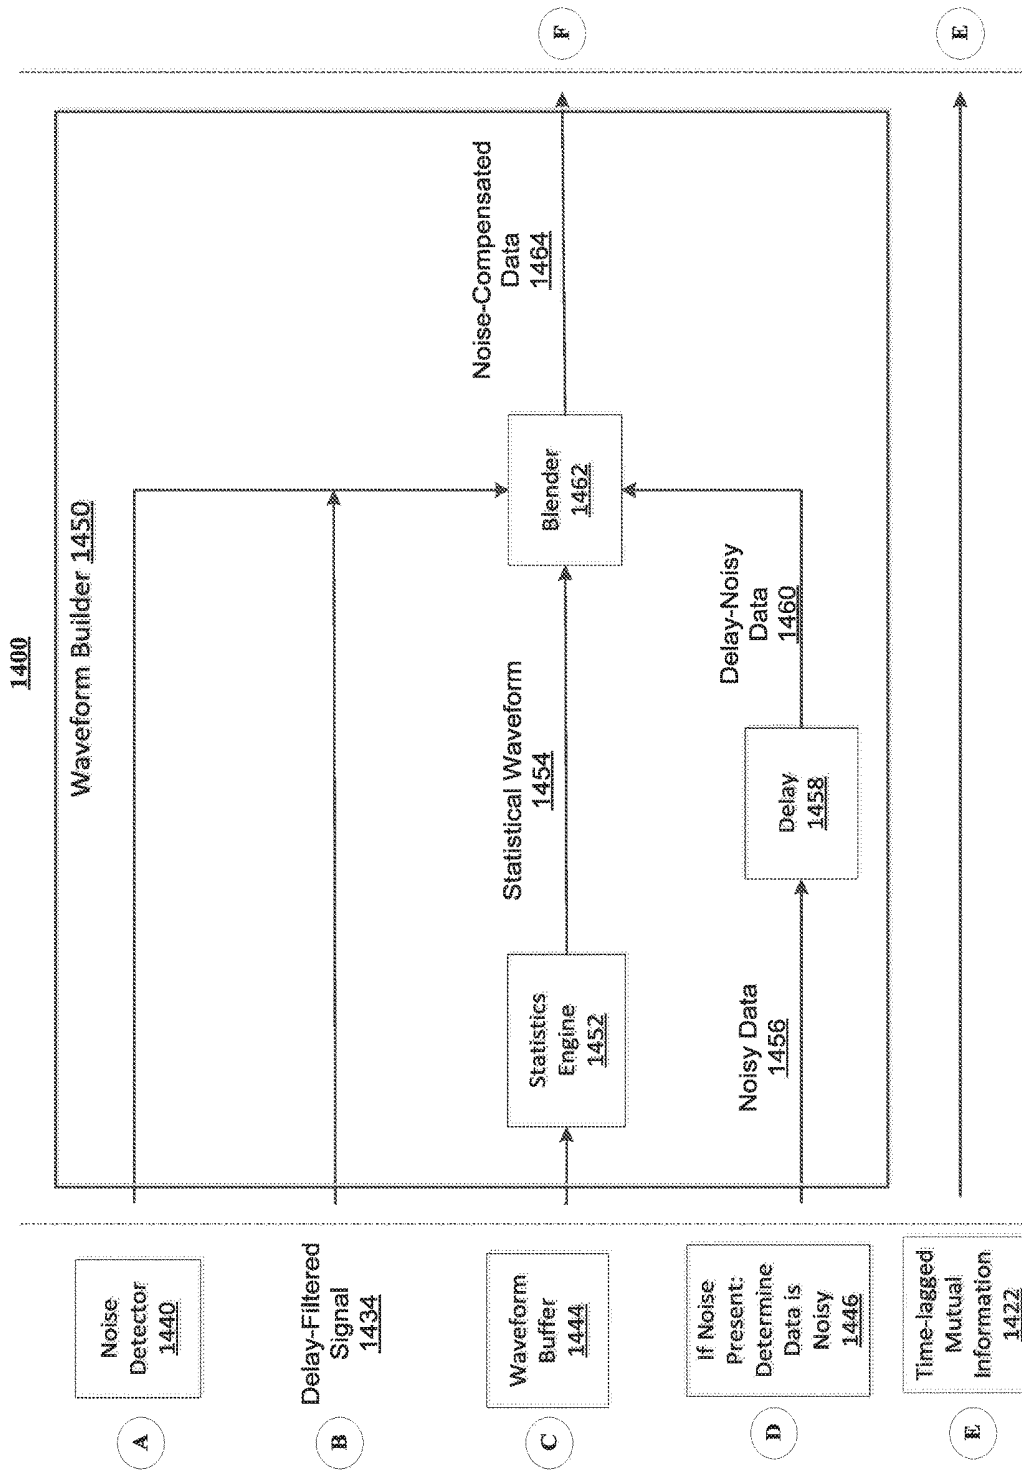 1400
Waveform Builder 1450
A
Noise
Detector
1440
B
Delay-Filtered
Signal
1434
C
Waveform
Buffer
1444
Statistics
Engine
1452
Statistical Waveform
1454
Blender
1462
Noise-Compensated
Data
1464
F
D
If Noise
Present:
Determine
Data is
Noisy
1446
Noisy Data
1456
Delay
1458
Delay-Noisy
Data
1460
E
Time-lagged
Mutual
Information
1422
E